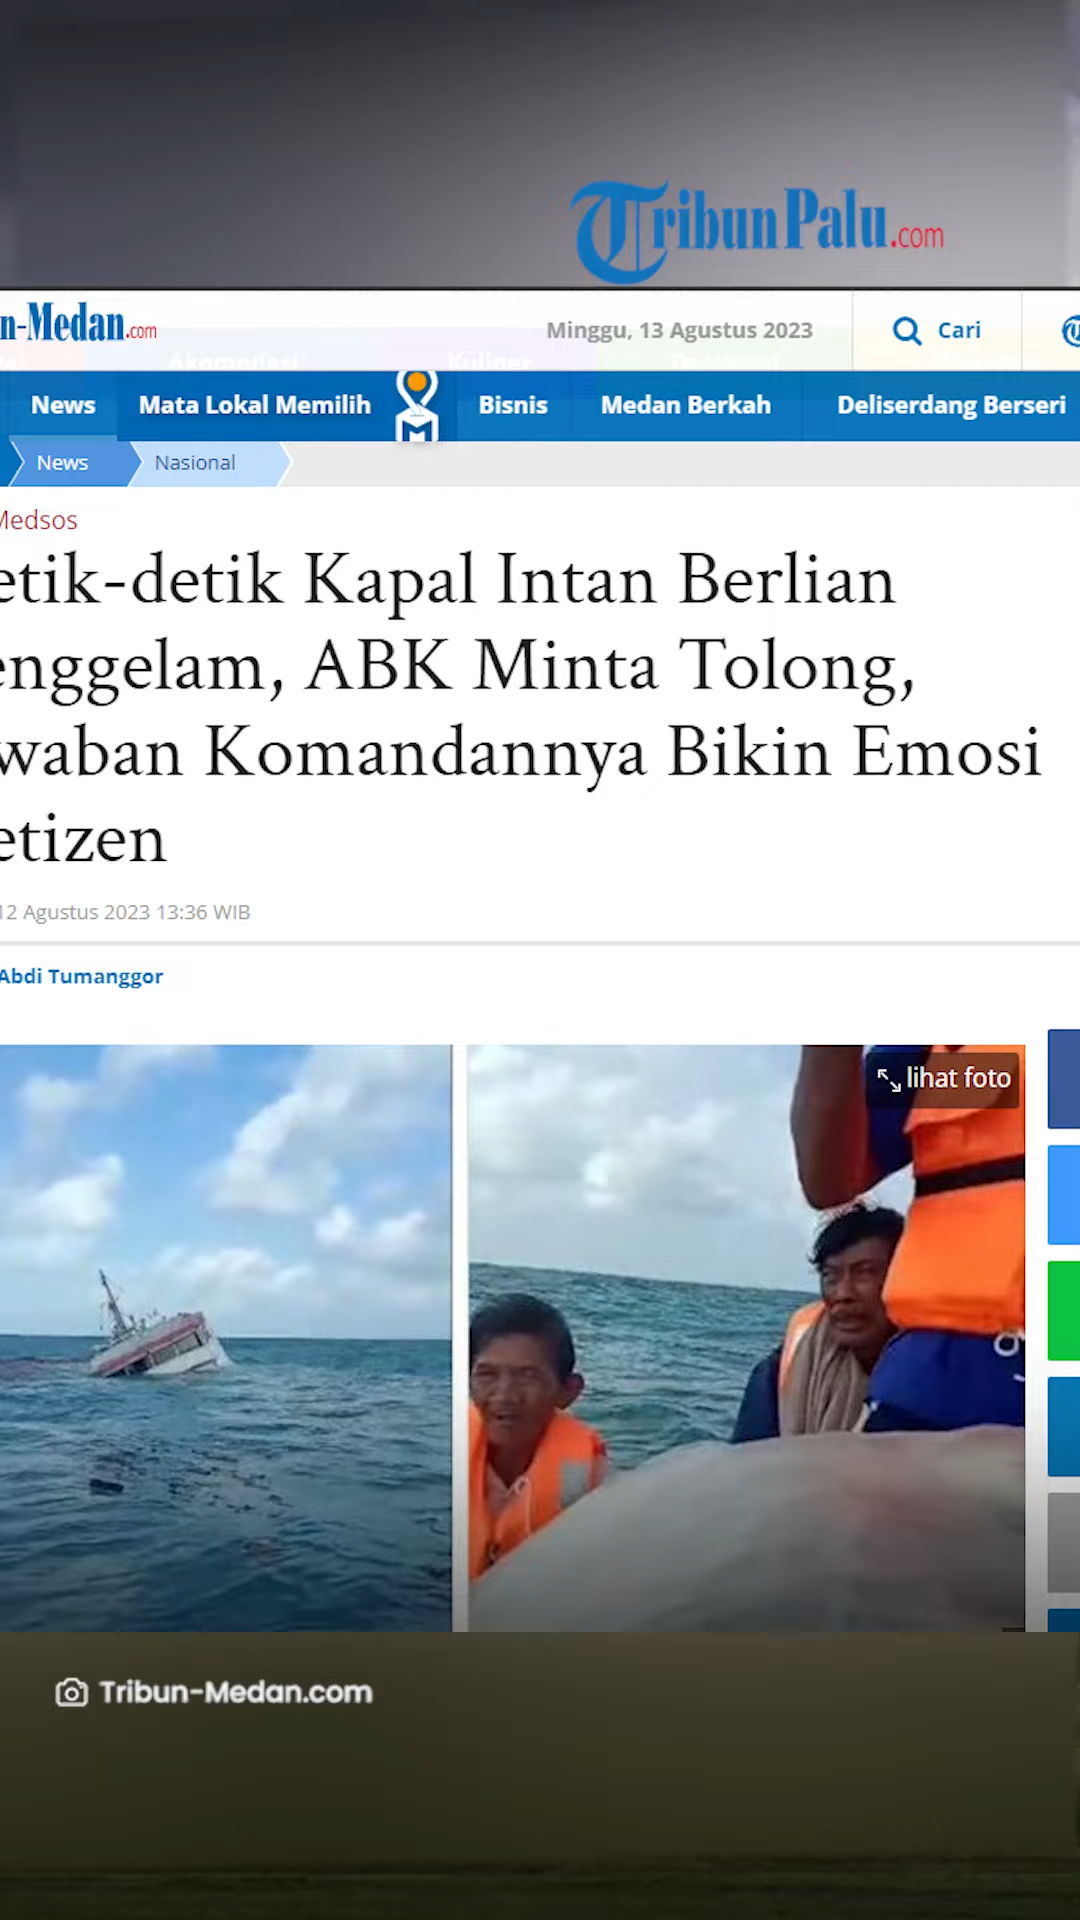 TribunPalu.com
n-Medan.com
Minggu, 13 Agustus 2023
Cari
Akomodasi
Kuliner
News
Mata Lokal Memilih
Bisnis
Medan Berkah
Deliserdang Berseri
News
Nasional
Medsos
etik-detik Kapal Intan Berlian
enggelam, ABK Minta Tolong,
waban Komandannya Bikin Emosi
etizen
12 Agustus 2023 13:36 WIB
Abdi Tumanggor
lihat foto
Tribun-Medan.com